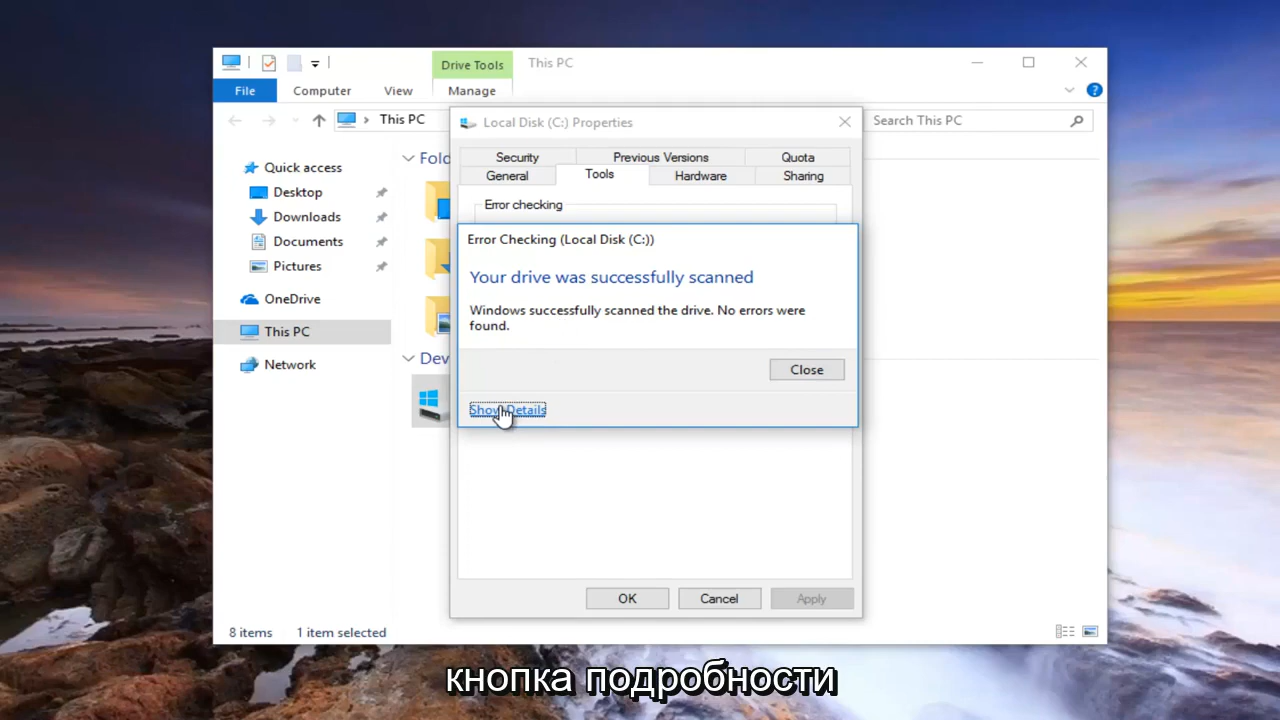 Drive Tools
This PC
File
Computer
View
Manage
This PC
Local Disk (C:) Properties
Search This PC
Security
Previous Versions
Quota
General
Tools
Hardware
Sharing
Quick access
Desktop
Downloads
Documents
Pictures
OneDrive
This PC
Network
Fold
Dev
Error checking
Error Checking (Local Disk (C:))
Your drive was successfully scanned
Windows successfully scanned the drive. No errors were
found.
Close
Show Details
OK
Cancel
Apply
8 items
1 item selected
кнопка подробности